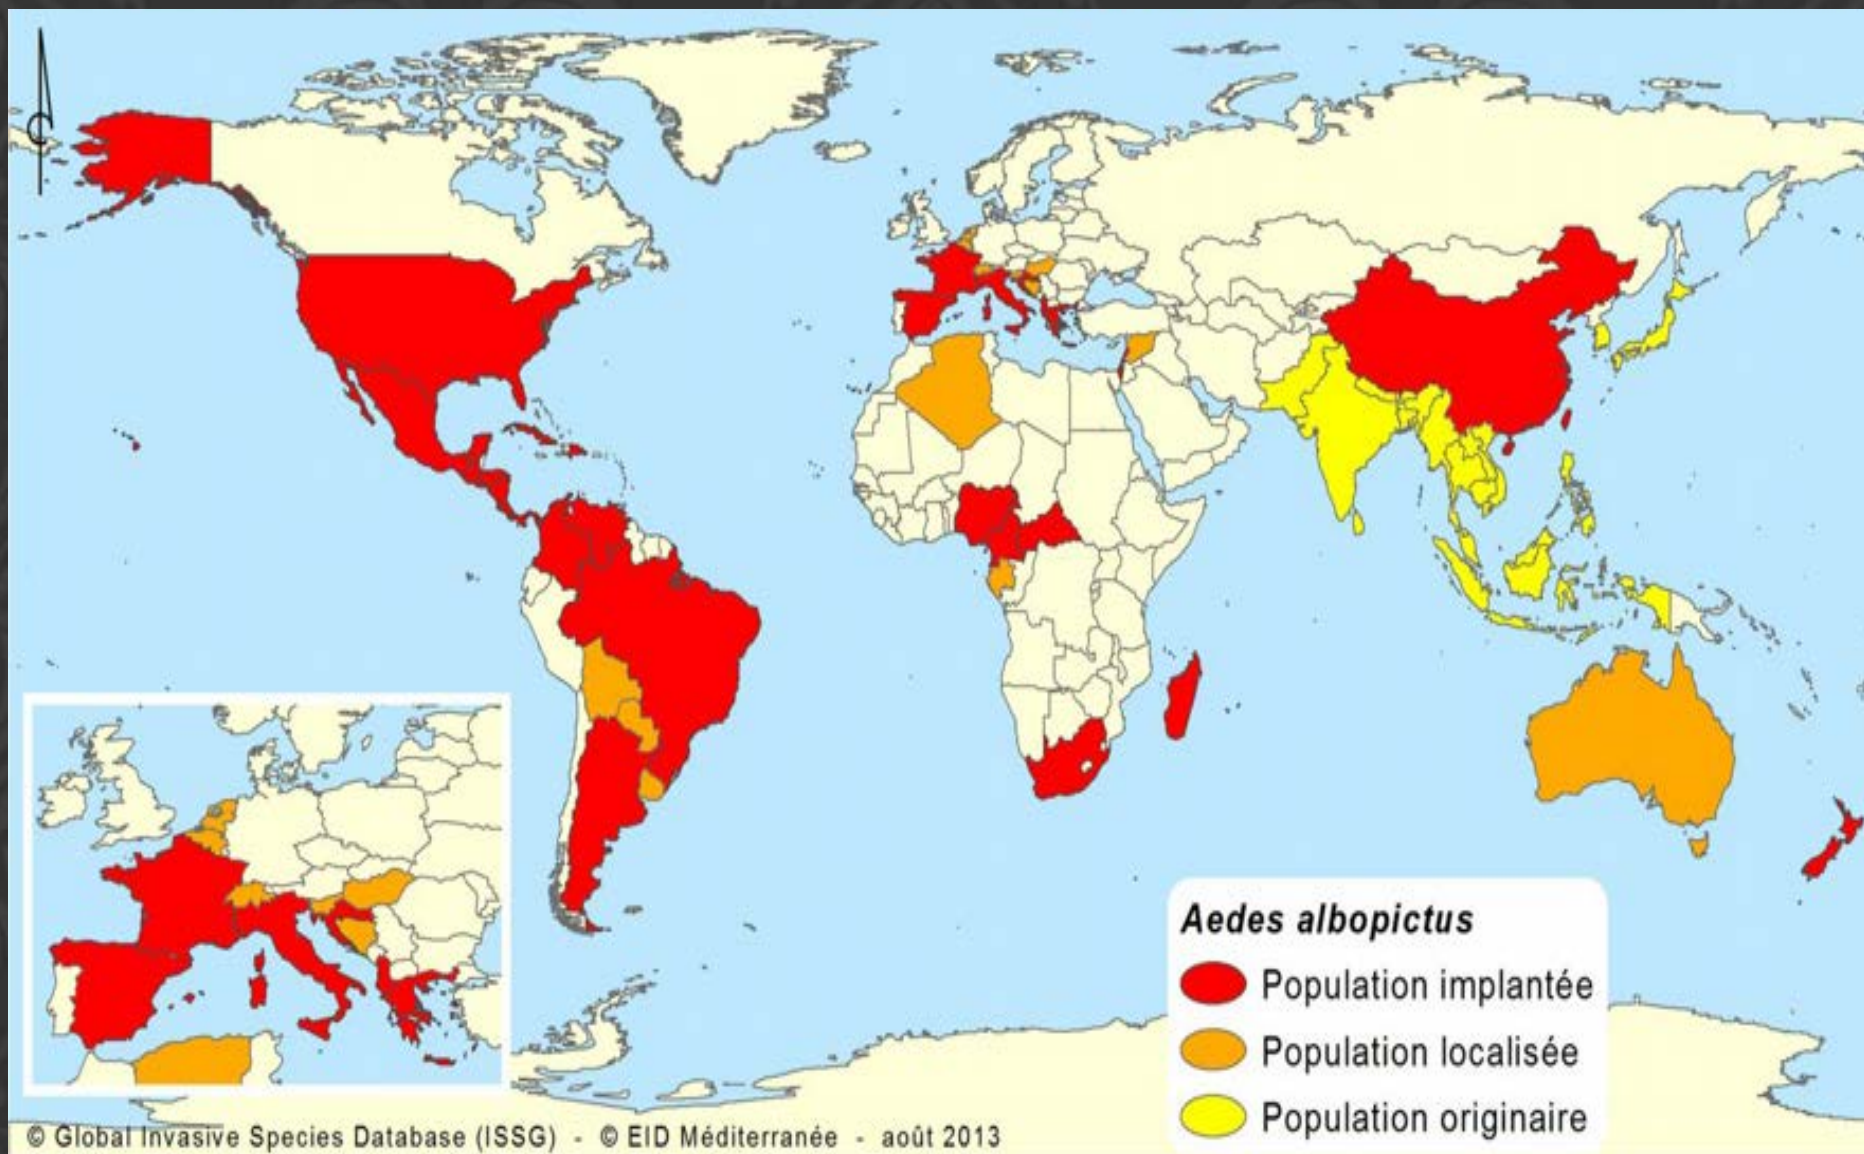 Aedes albopictus
Population implantée
Population localisée
Population originaire
© Global Invasive Species Database (ISSG) - © EID Méditerranée - août 2013